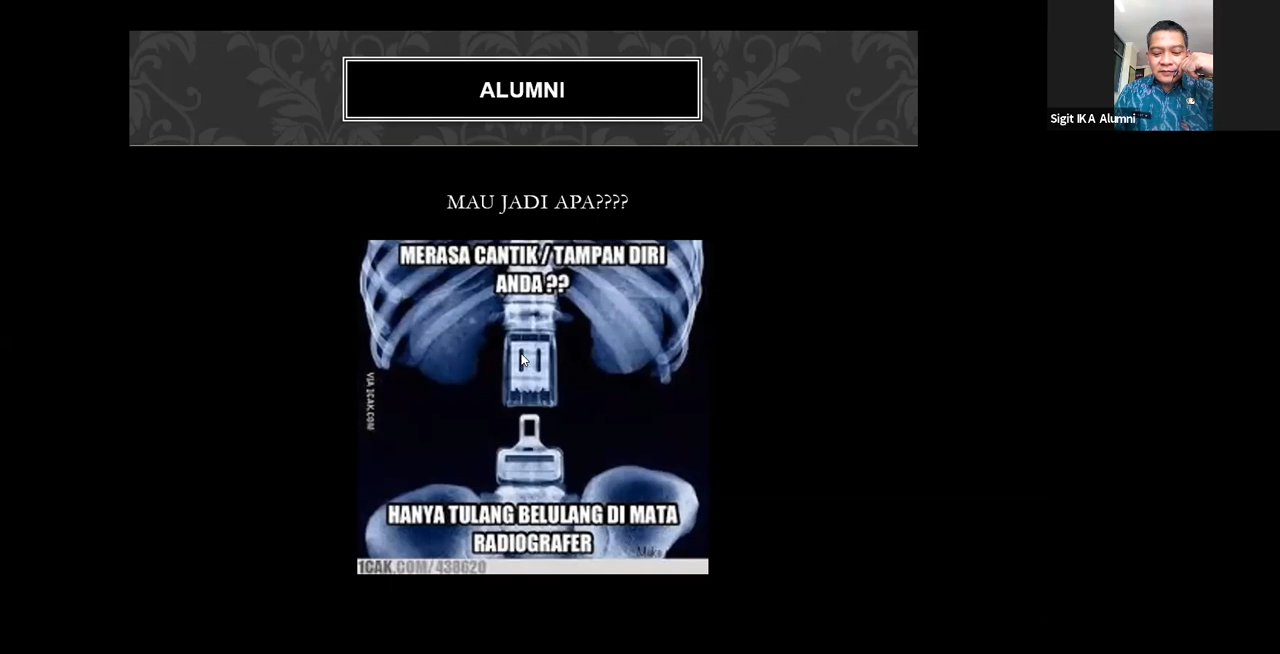 ALUMNI
Sigit IKA Alumni
MAU JADI APA????
MERASA CANTIK / TAMPAN DIRI
ANDA ??
VIA 1CAK.COM
HANYA TULANG BELULANG DI MATA
RADIOGRAFER
1CAK.COM/438620